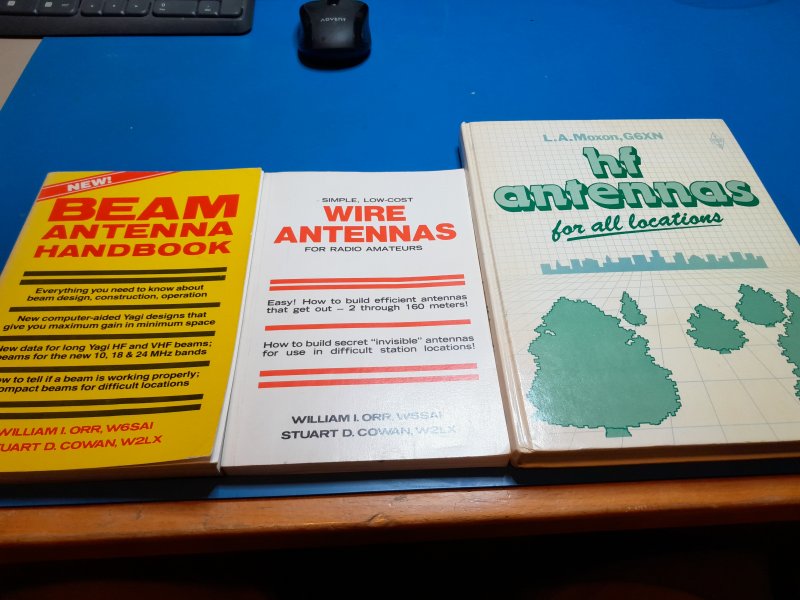 ADVENT
NEW!
BEAM
ANTENNA
HANDBOOK
Everything you need to know about
beam design, construction, operation
New computer-aided Yagi designs that
give you maximum gain in minimum space
New data for long Yagi HF and VHF beams;
beams for the new 10, 18 & 24 MHz bands
How to tell if a beam is working properly;
compact beams for difficult locations
WILLIAM I. ORR, W6SAI
STUART D. COWAN, W2LX
SIMPLE, LOW-COST
WIRE
ANTENNAS
FOR RADIO AMATEURS
Easy! How to build efficient antennas
that get out – 2 through 160 meters!
How to build secret "invisible" antennas
for use in difficult station locations!
WILLIAM I. ORR, W6SAI
STUART D. COWAN, W2LX
L.A. Moxon, G6XN
hf
antennas
for all locations